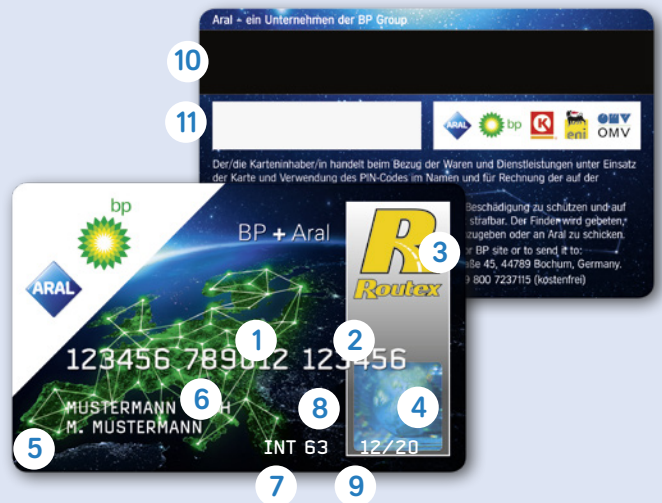 Aral – ein Unternehmen der BP Group
10
11
ARAL bp K eni OMV
Der/die Karteninhaber/in handelt beim Bezug der Waren und Dienstleistungen unter Einsatz
der Karte und Verwendung des PIN-Codes im Namen und für Rechnung der auf der
Beschädigung zu schützen und auf
strafbar. Der Finder wird gebeten,
zugeben oder an Aral zu schicken.
or BP site or to send it to:
aße 45, 44789 Bochum, Germany.
9 800 7237115 (kostenfrei)
bp
ARAL
BP + Aral
R
Routex
3
1
2
123456 789012 123456
6
8
4
MUSTERMANN
M. MUSTERMANN
5
INT 63 12/20
7
9